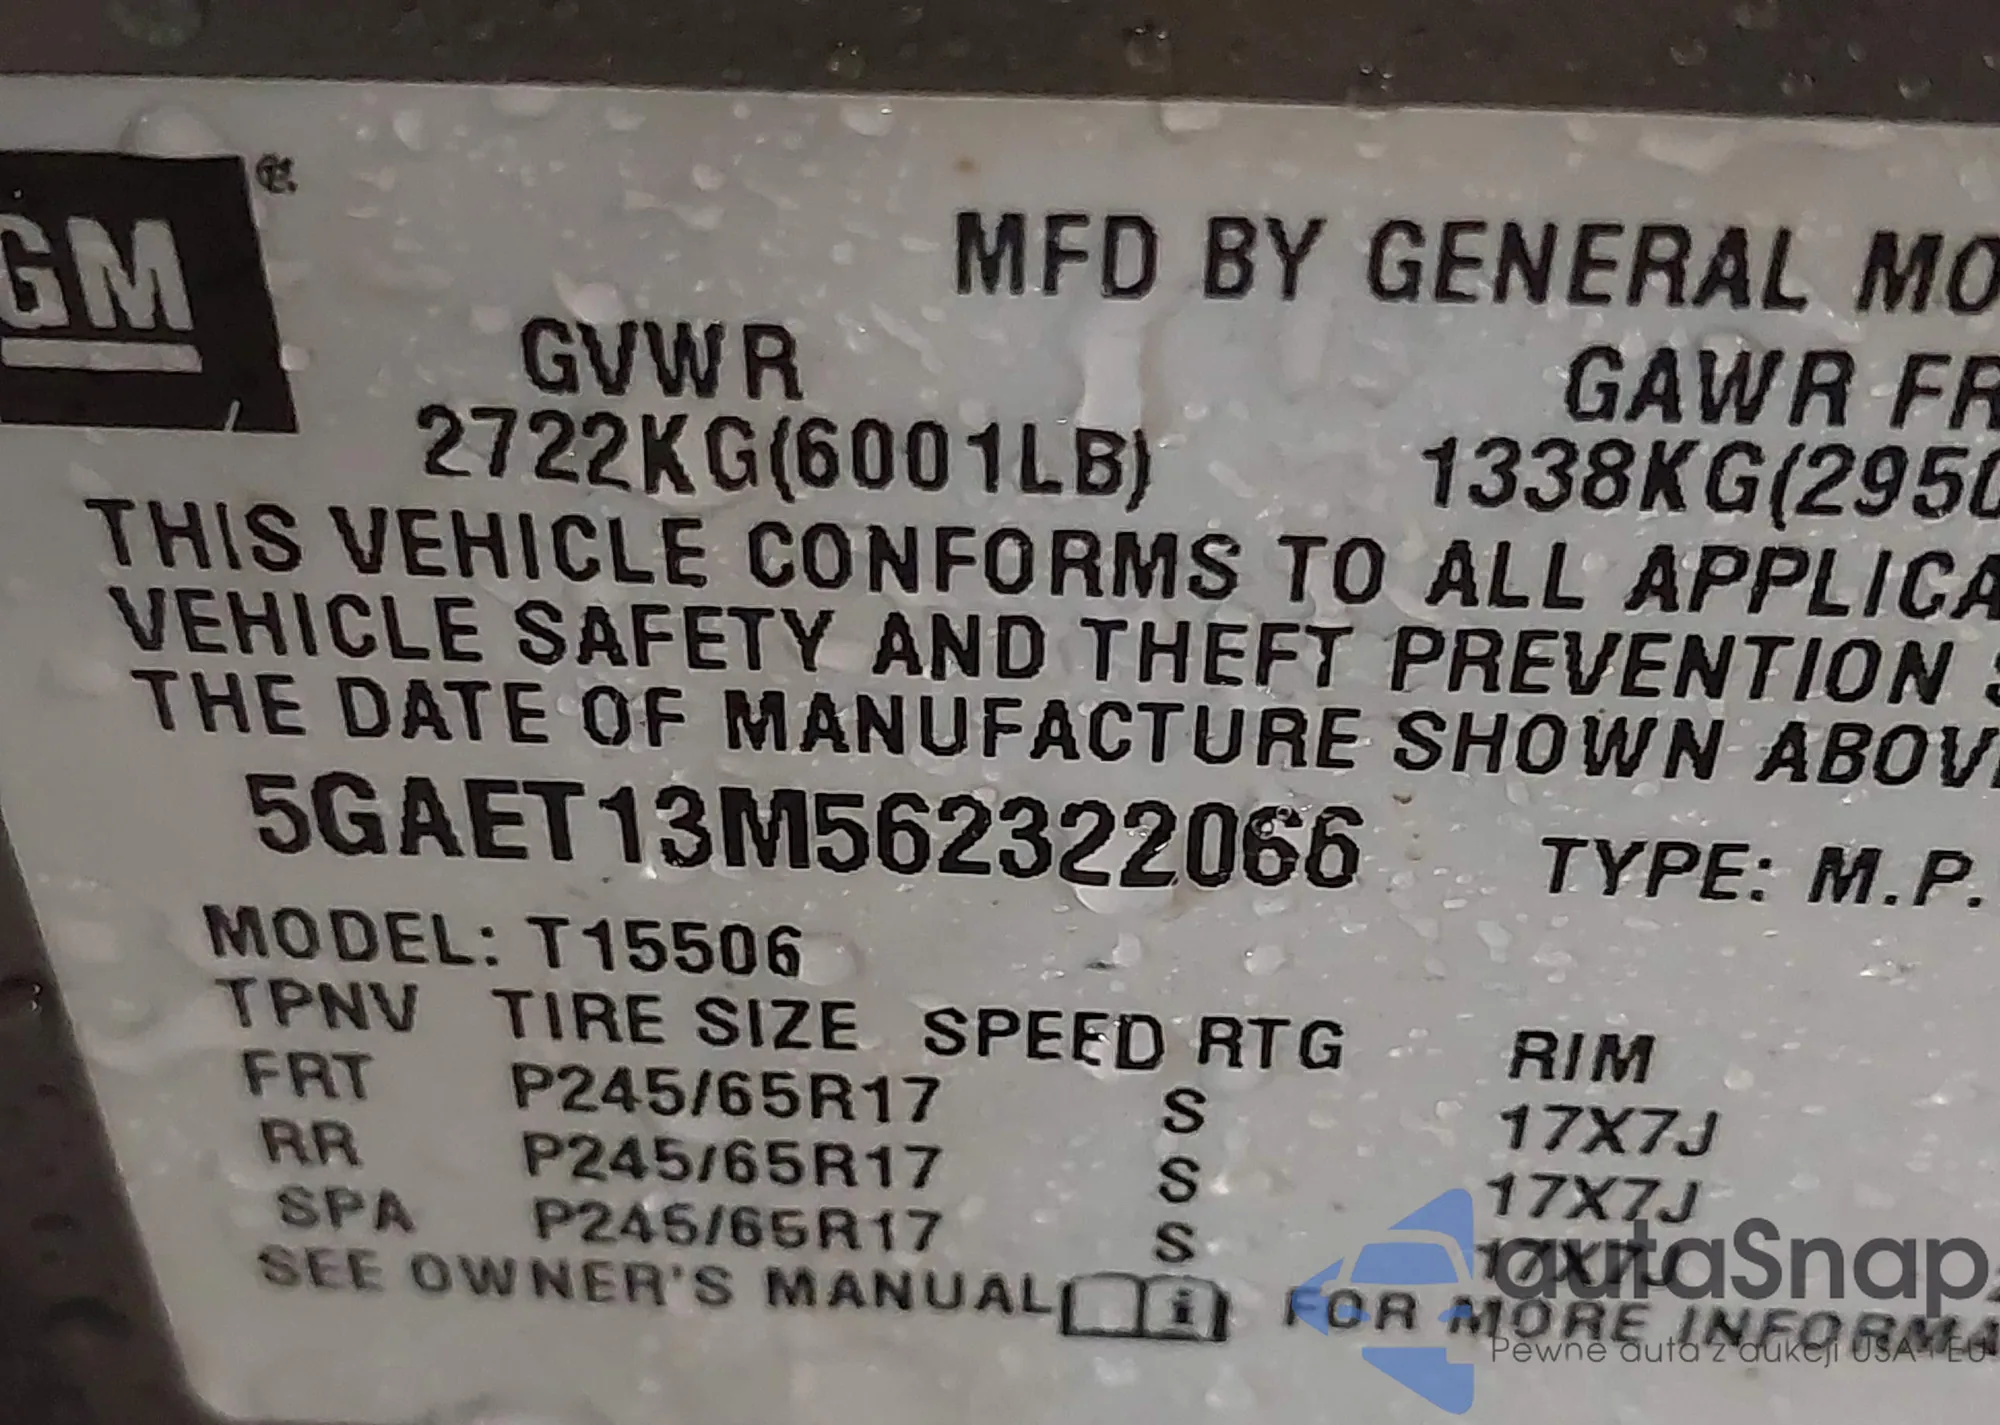 GM
MFD BY GENERAL MO
GVWR GAWR FR
2722KG(6001LB) 1338KG(2950
THIS VEHICLE CONFORMS TO ALL APPLICA
VEHICLE SAFETY AND THEFT PREVENTION S
THE DATE OF MANUFACTURE SHOWN ABOV
5GAET13M562322066 TYPE: M.P.
MODEL: T15506
TPNV TIRE SIZE SPEED RTG RIM
FRT P245/65R17 S 17X7J
RR P245/65R17 S 17X7J
SPA P245/65R17 S 17X7J
SEE OWNER'S MANUAL i FOR MORE INFORMA
autaSnap
Pewne auta z aukcji USA i EU